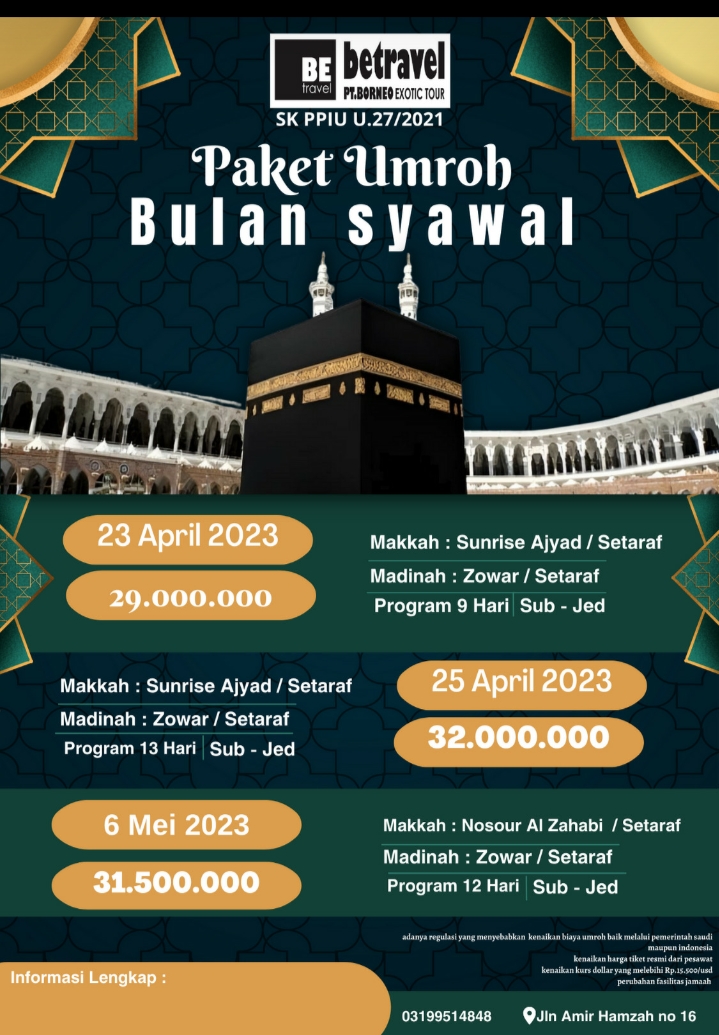 BE travel
betravel
PT.BORNEO EXOTIC TOUR
SK PPIU U.27/2021
Paket Umroh
Bulan syawal
23 April 2023
29.000.000
Makkah : Sunrise Ajyad / Setaraf
Madinah : Zowar / Setaraf
Program 9 Hari Sub - Jed
Makkah : Sunrise Ajyad / Setaraf
Madinah : Zowar / Setaraf
Program 13 Hari Sub - Jed
25 April 2023
32.000.000
6 Mei 2023
31.500.000
Makkah : Nosour Al Zahabi / Setaraf
Madinah : Zowar / Setaraf
Program 12 Hari Sub - Jed
adanya regulasi yang menyebabkan kenaikan biaya umroh baik melalui pemerintah saudi
maupun indonesia
kenaikan harga tiket resmi dari pesawat
kenaikan kurs dollar yang melebihi Rp.15.500/usd
perubahan fasilitas jamaah
Informasi Lengkap :
03199514848 Jln Amir Hamzah no 16